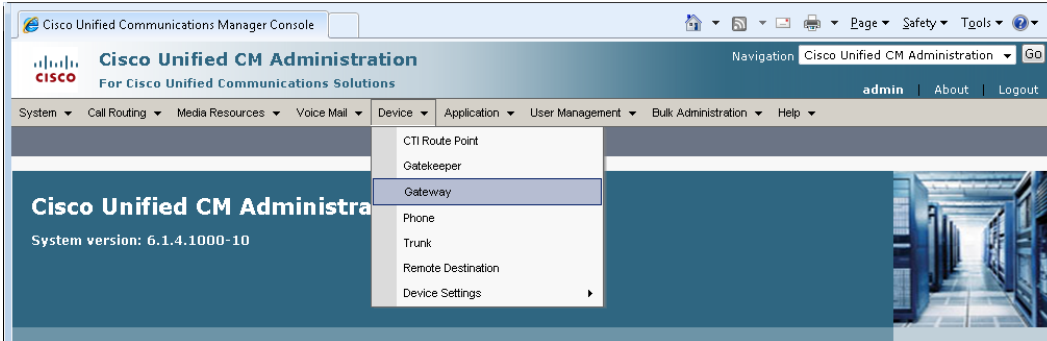 Cisco Unified Communications Manager Console
Page Safety Tools
CISCO
Cisco Unified CM Administration
For Cisco Unified Communications Solutions
Navigation Cisco Unified CM Administration GO
admin | About | Logout
System Call Routing Media Resources Voice Mail Device Application User Management Bulk Administration Help
CTI Route Point
Gatekeeper
Gateway
Phone
Trunk
Remote Destination
Device Settings
Cisco Unified CM Administra
System version: 6.1.4.1000-10